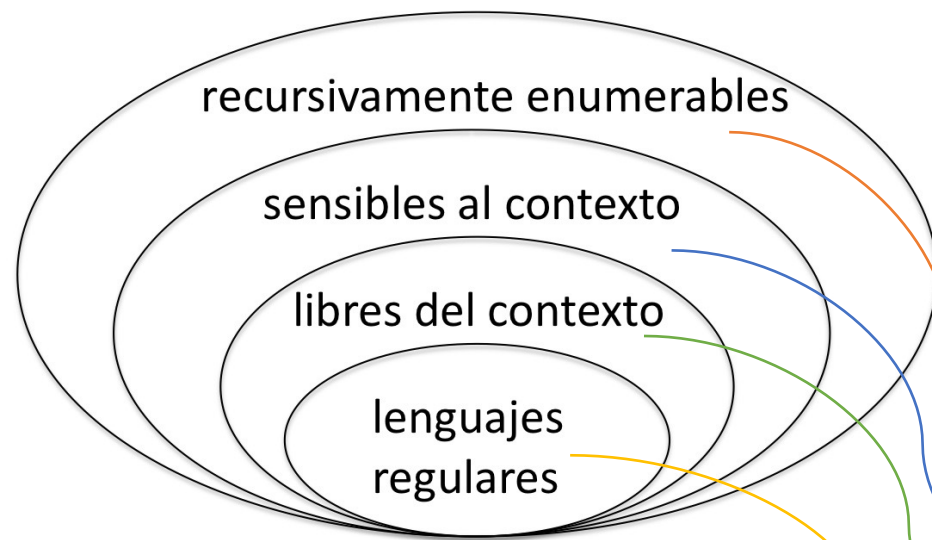 recursivamente enumerables
sensibles al contexto
libres del contexto
lenguajes
regulares